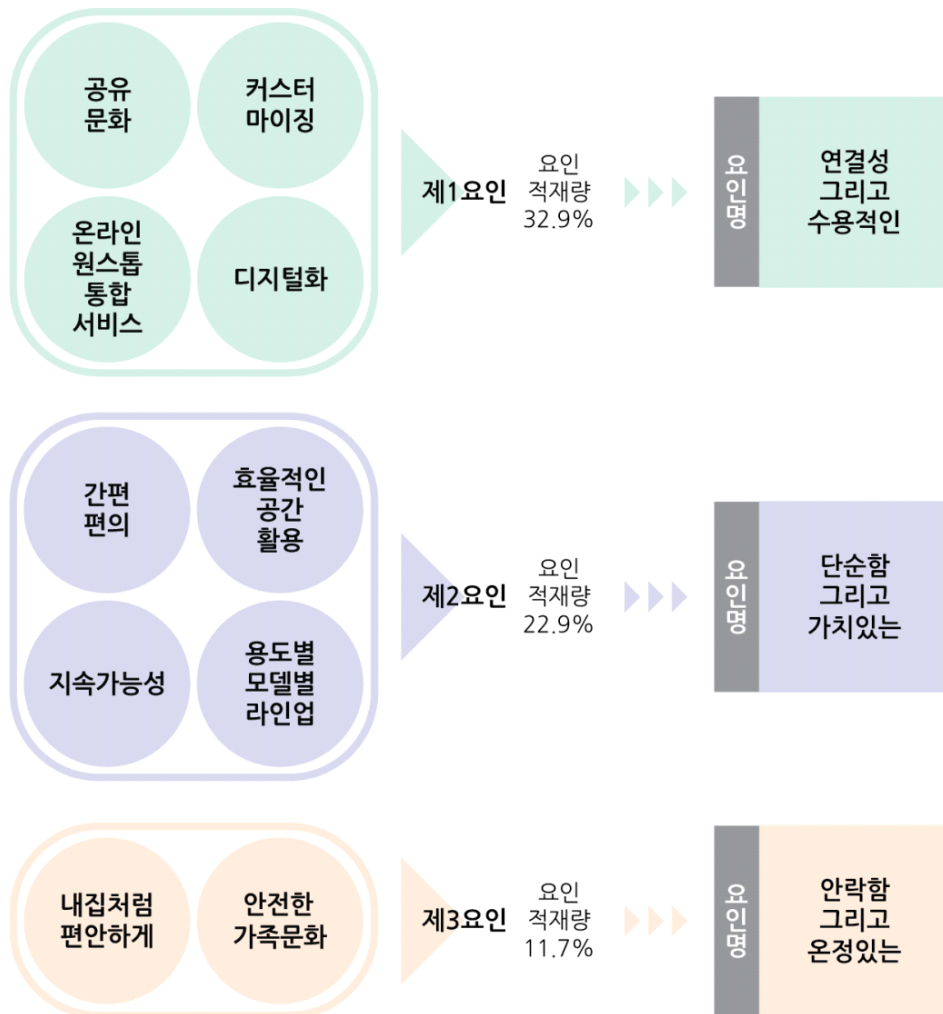 공유
문화
커스터
마이징
온라인
원스톱
통합
서비스
디지털화
제1요인
요인
적재량
32.9%
요인명
연결성
그리고
수용적인
간편
편의
효율적인
공간
활용
지속가능성
용도별
모델별
라인업
제2요인
요인
적재량
22.9%
요인명
단순함
그리고
가치있는
내집처럼
편안하게
안전한
가족문화
제3요인
요인
적재량
11.7%
요인명
안락함
그리고
온정있는